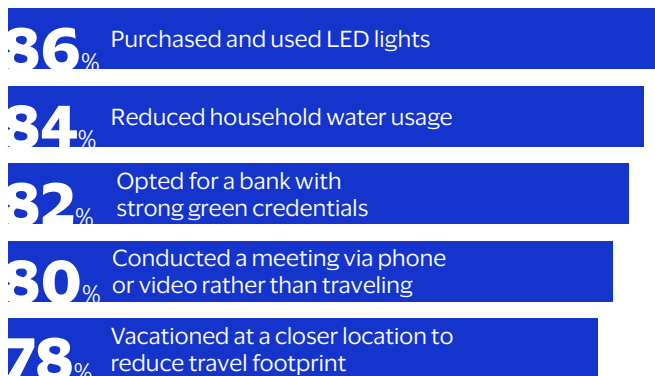 86% Purchased and used LED lights
84% Reduced household water usage
82% Opted for a bank with
strong green credentials
80% Conducted a meeting via phone
or video rather than traveling
78% Vacationed at a closer location to
reduce travel footprint